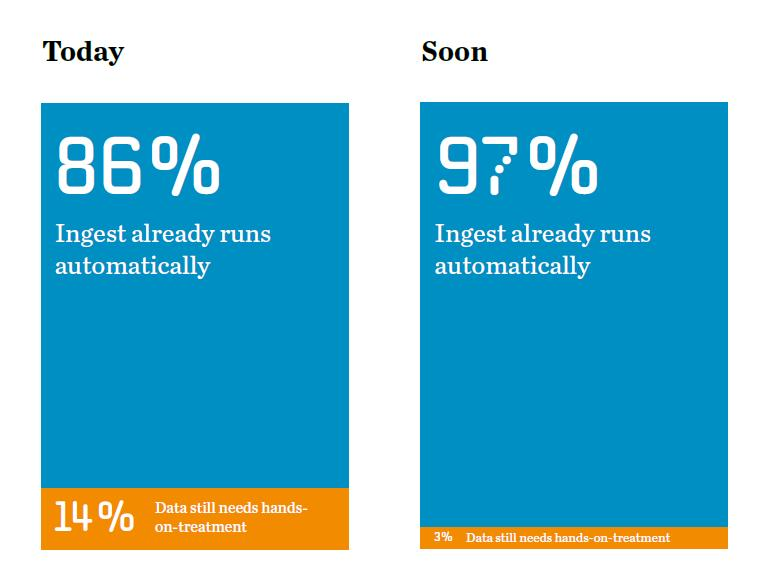 Today
86%
Ingest already runs
automatically
14%
Data still needs hands-
on-treatment
Soon
97%
Ingest already runs
automatically
3%
Data still needs hands-on-treatment